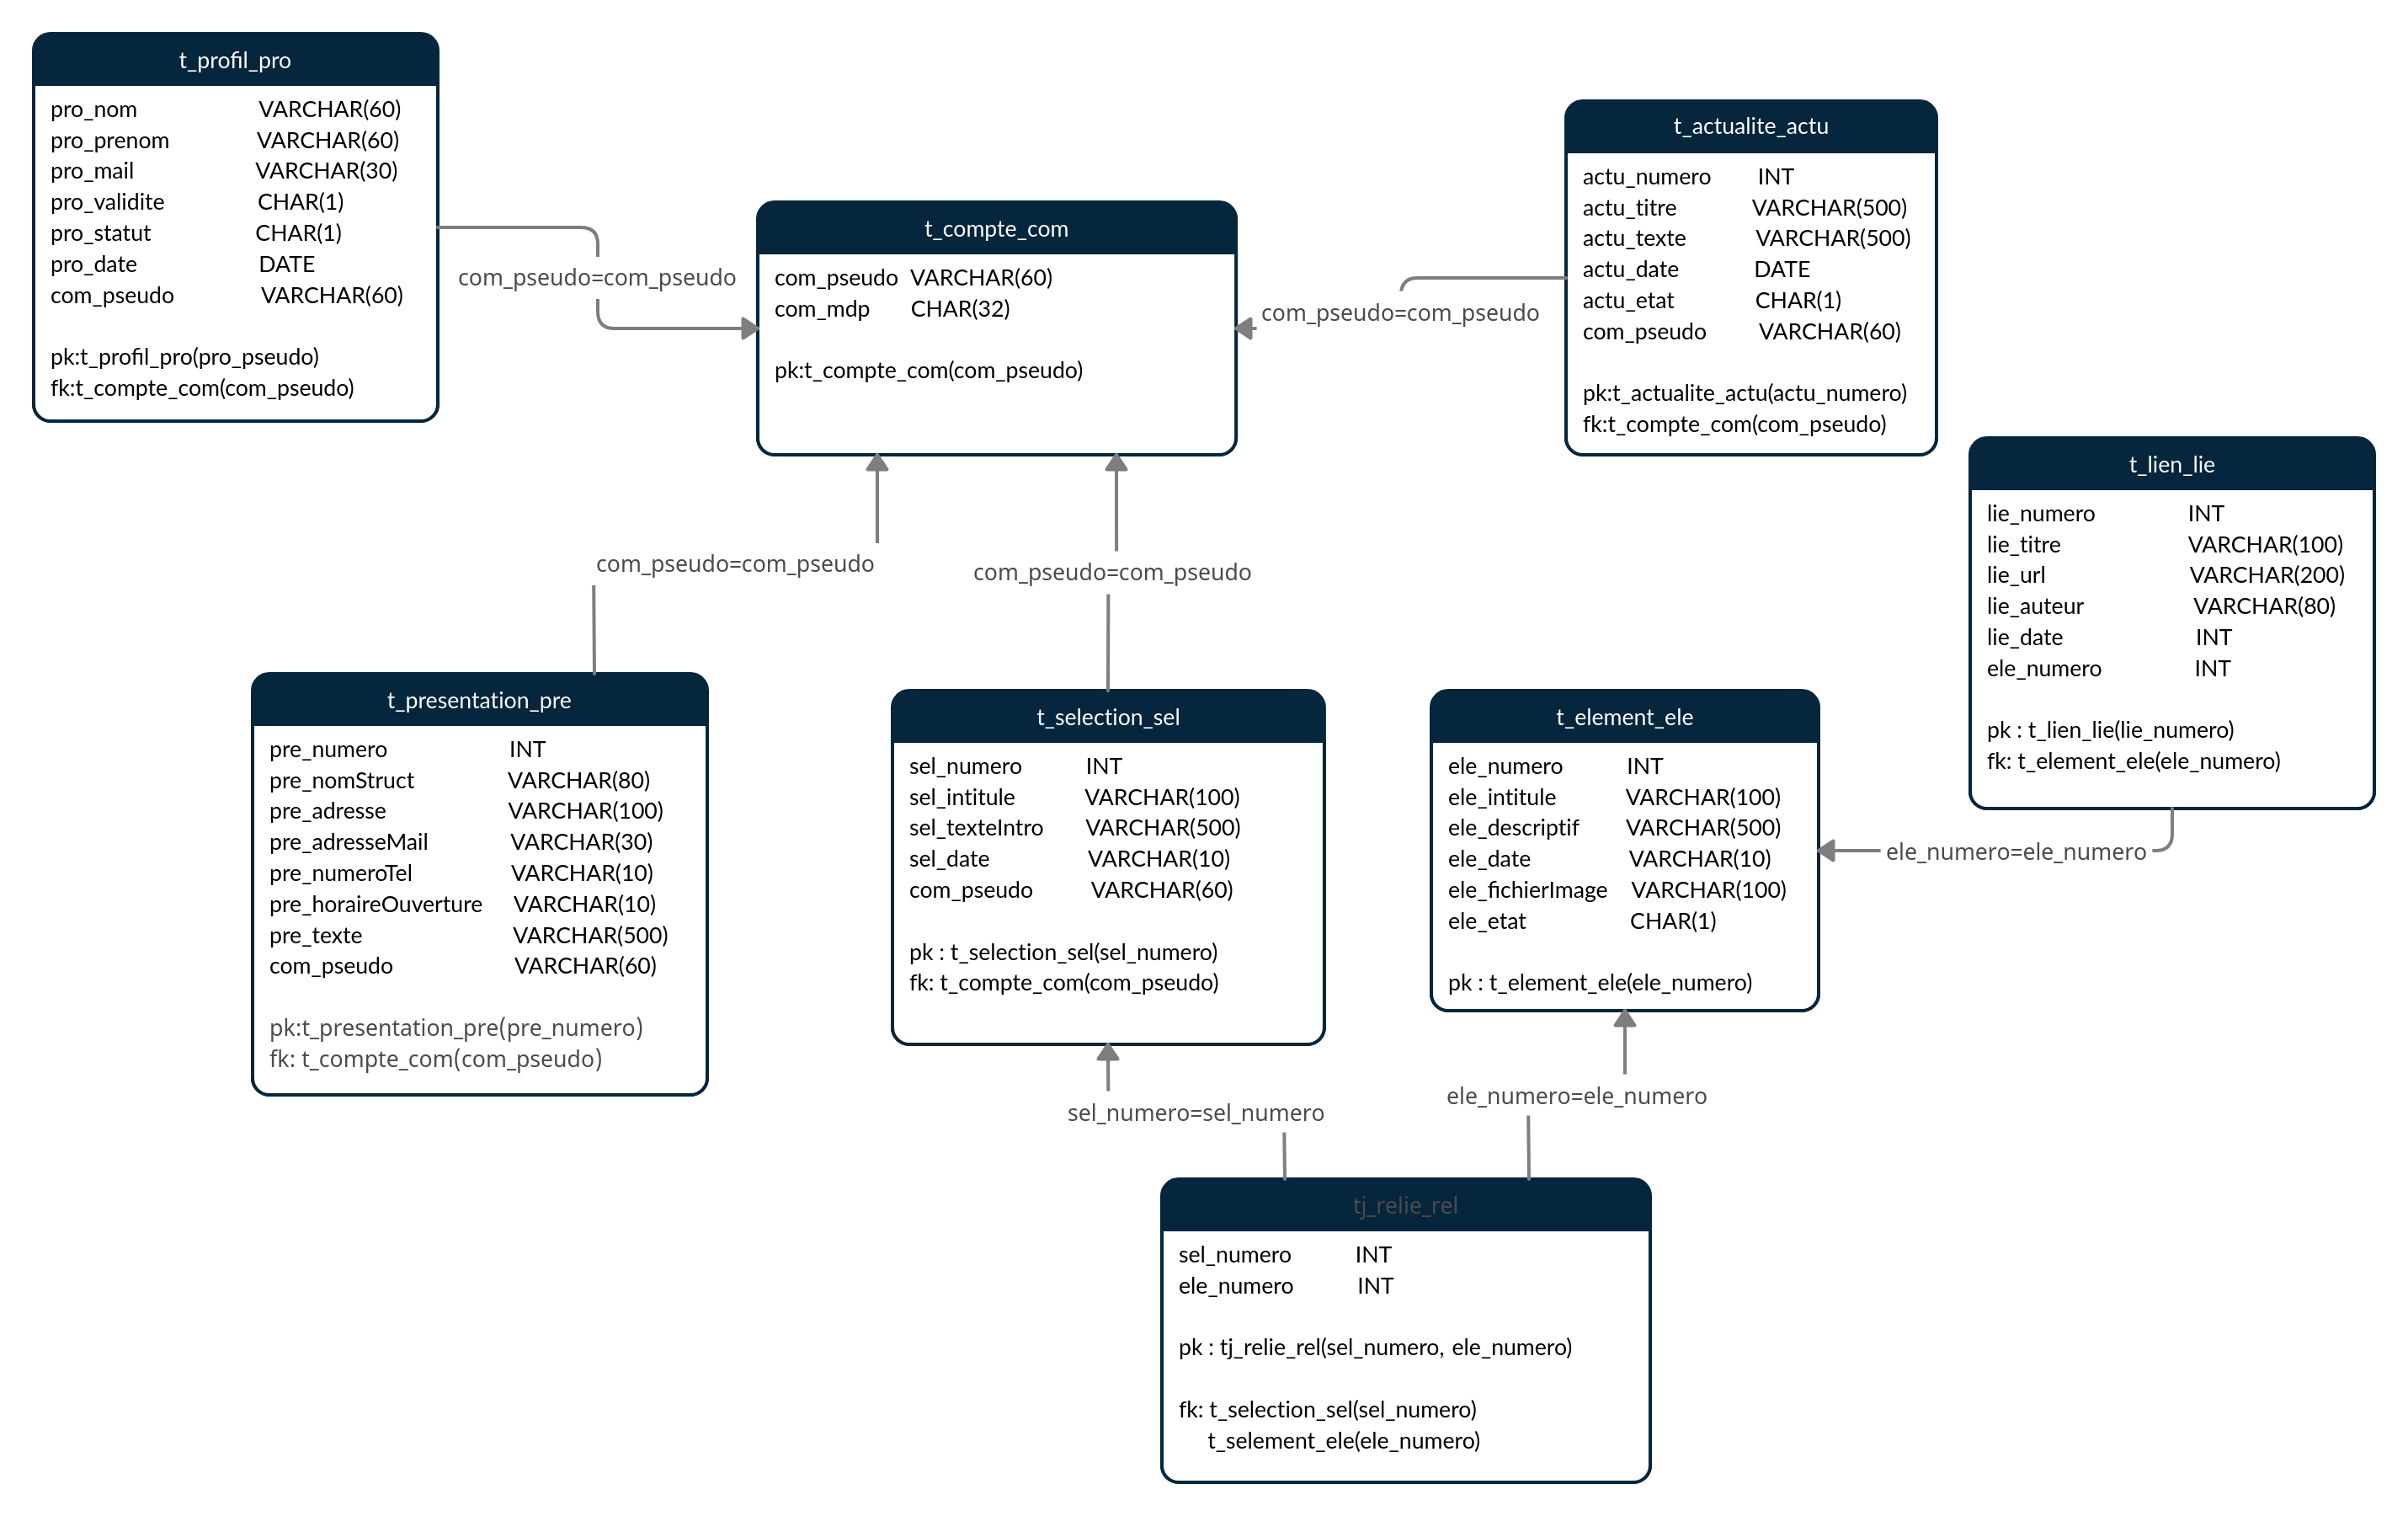 t_profil_pro
pro_nom VARCHAR(60)
pro_prenom VARCHAR(60)
pro_mail VARCHAR(30)
pro_validite CHAR(1)
pro_statut CHAR(1)
pro_date DATE
com_pseudo VARCHAR(60)
pk:t_profil_pro(pro_pseudo)
fk:t_compte_com(com_pseudo)
com_pseudo=com_pseudo
t_compte_com
com_pseudo VARCHAR(60)
com_mdp CHAR(32)
pk:t_compte_com(com_pseudo)
com_pseudo=com_pseudo
t_actualite_actu
actu_numero INT
actu_titre VARCHAR(500)
actu_texte VARCHAR(500)
actu_date DATE
actu_etat CHAR(1)
com_pseudo VARCHAR(60)
pk:t_actualite_actu(actu_numero)
fk:t_compte_com(com_pseudo)
t_lien_lie
lie_numero INT
lie_titre VARCHAR(100)
lie_url VARCHAR(200)
lie_auteur VARCHAR(80)
lie_date INT
ele_numero INT
pk : t_lien_lie(lie_numero)
fk: t_element_ele(ele_numero)
com_pseudo=com_pseudo
com_pseudo=com_pseudo
t_presentation_pre
pre_numero INT
pre_nomStruct VARCHAR(80)
pre_adresse VARCHAR(100)
pre_adresseMail VARCHAR(30)
pre_numeroTel VARCHAR(10)
pre_horaireOuverture VARCHAR(10)
pre_texte VARCHAR(500)
com_pseudo VARCHAR(60)
pk:t_presentation_pre(pre_numero)
fk: t_compte_com(com_pseudo)
t_selection_sel
sel_numero INT
sel_intitule VARCHAR(100)
sel_texteIntro VARCHAR(500)
sel_date VARCHAR(10)
com_pseudo VARCHAR(60)
pk : t_selection_sel(sel_numero)
fk: t_compte_com(com_pseudo)
t_element_ele
ele_numero INT
ele_intitule VARCHAR(100)
ele_descriptif VARCHAR(500)
ele_date VARCHAR(10)
ele_fichierImage VARCHAR(100)
ele_etat CHAR(1)
pk : t_element_ele(ele_numero)
ele_numero=ele_numero
sel_numero=sel_numero
ele_numero=ele_numero
tj_relie_rel
sel_numero INT
ele_numero INT
pk : tj_relie_rel(sel_numero, ele_numero)
fk: t_selection_sel(sel_numero)
t_selement_ele(ele_numero)